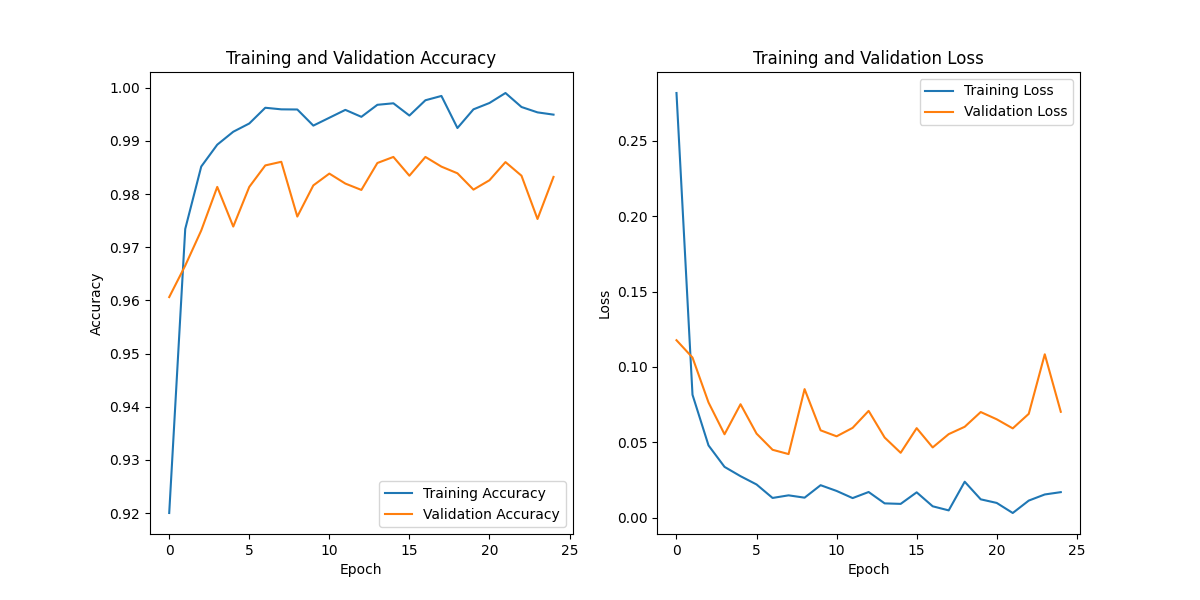 Training and Validation Accuracy
1.00
0.99
0.98
0.97
0.96
0.95
0.94
0.93
0.92
Accuracy
0
5
10
15
20
25
Epoch
Training Accuracy
Validation Accuracy
Training and Validation Loss
0.25
0.20
0.15
0.10
0.05
0.00
Loss
0
5
10
15
20
25
Epoch
Training Loss
Validation Loss